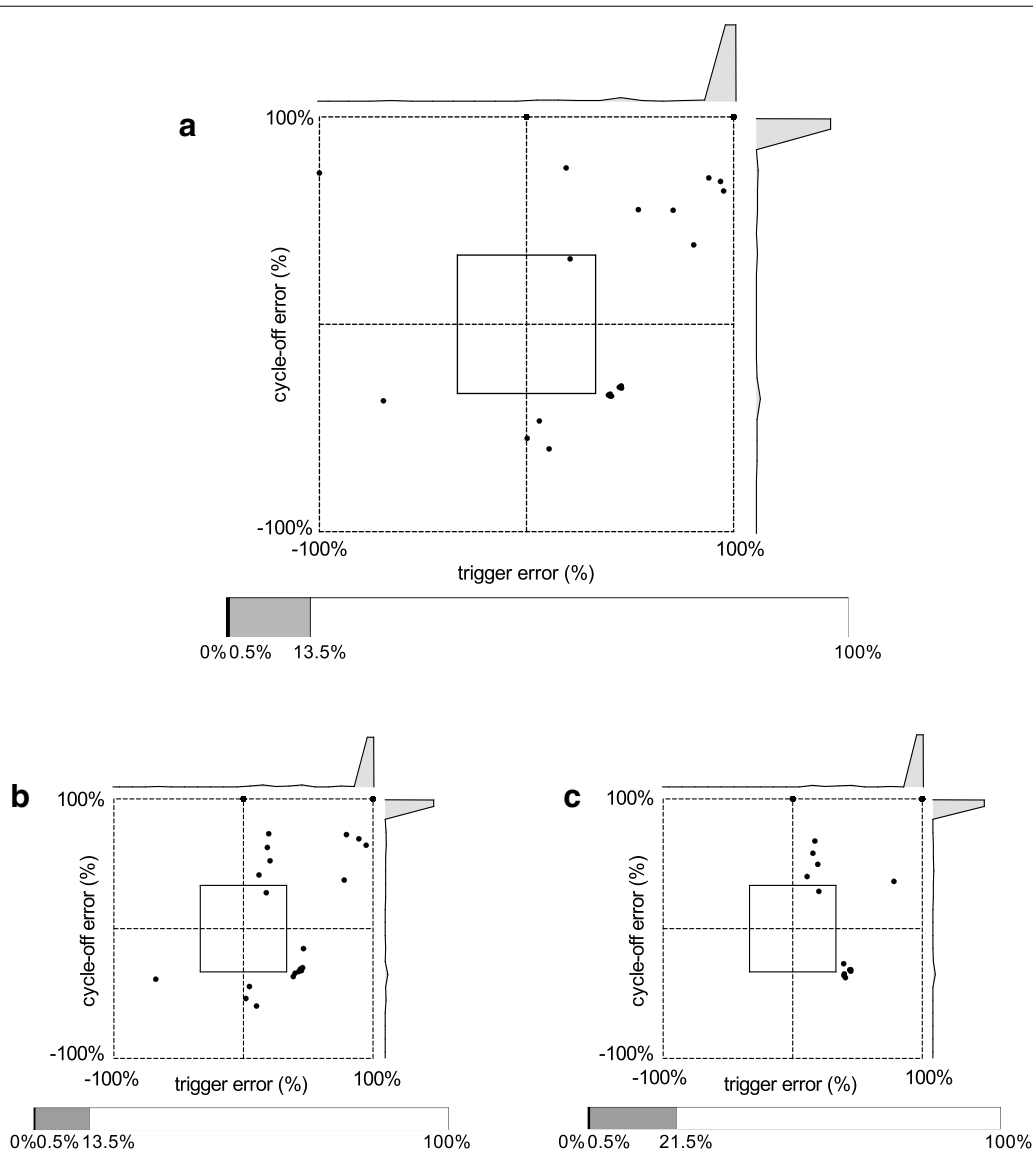 a
100%
cycle-off error (%)
-100%
-100% 100%
trigger error (%)
0% 0.5% 13.5% 100%
b
100%
cycle-off error (%)
-100%
-100% trigger error (%) 100%
0% 0.5% 13.5% 100%
c
100%
cycle-off error (%)
-100%
-100% trigger error (%) 100%
0% 0.5% 21.5% 100%